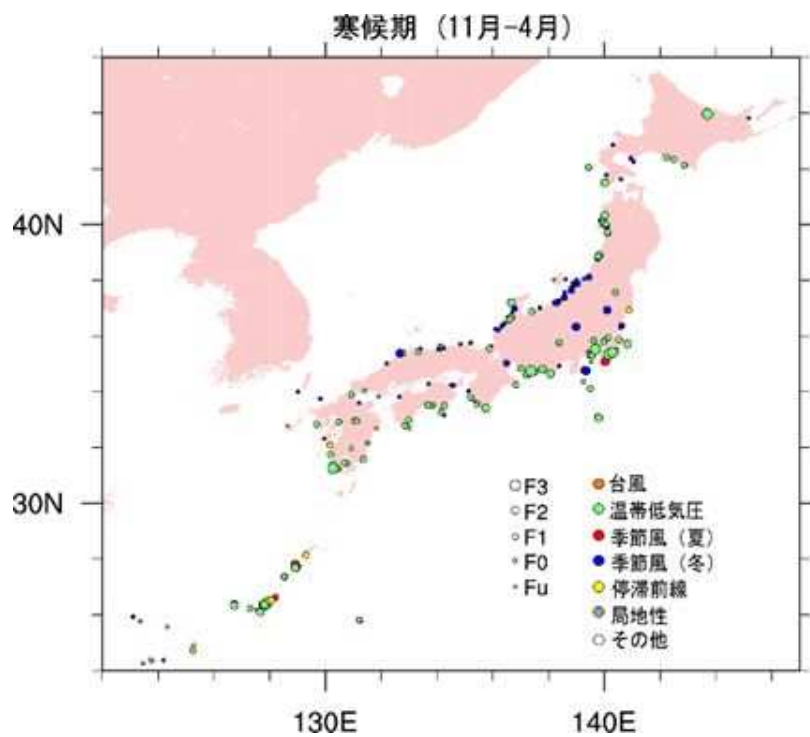 寒候期 (11月-4月)
40N
30N
130E
140E
F3
F2
F1
F0
Fu
台風
温帯低気圧
季節風 (夏)
季節風 (冬)
停滞前線
局地性
その他